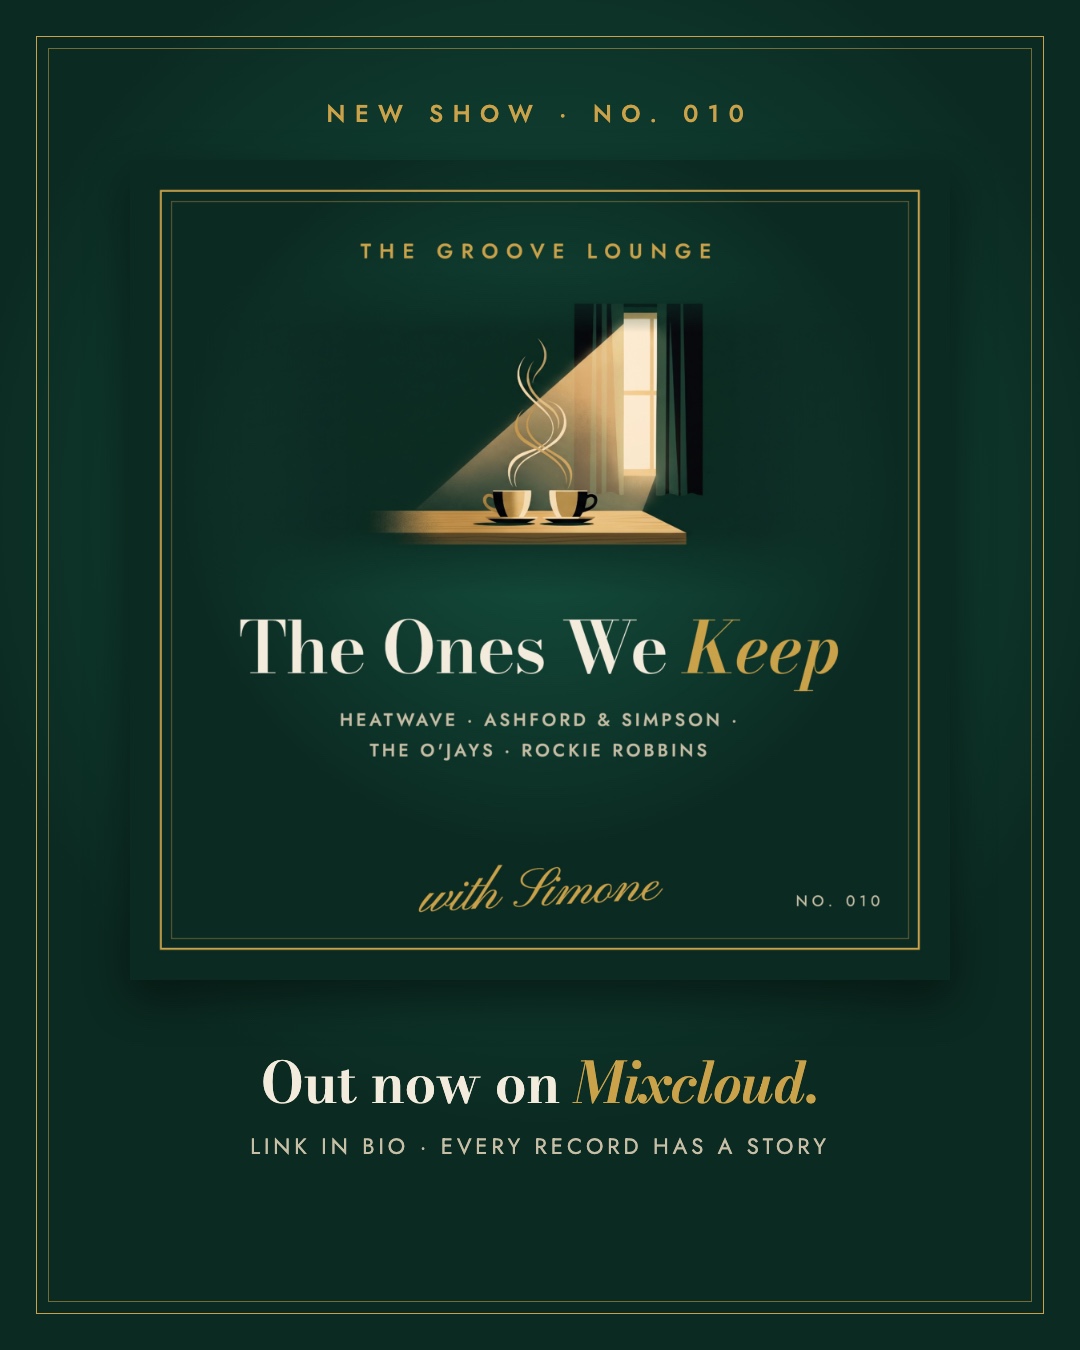 NEW SHOW · NO. 010
THE GROOVE LOUNGE
The Ones We Keep
HEATWAVE · ASHFORD & SIMPSON ·
THE O'JAYS · ROCKIE ROBBINS
with Simone
NO. 010
Out now on Mixcloud.
LINK IN BIO · EVERY RECORD HAS A STORY